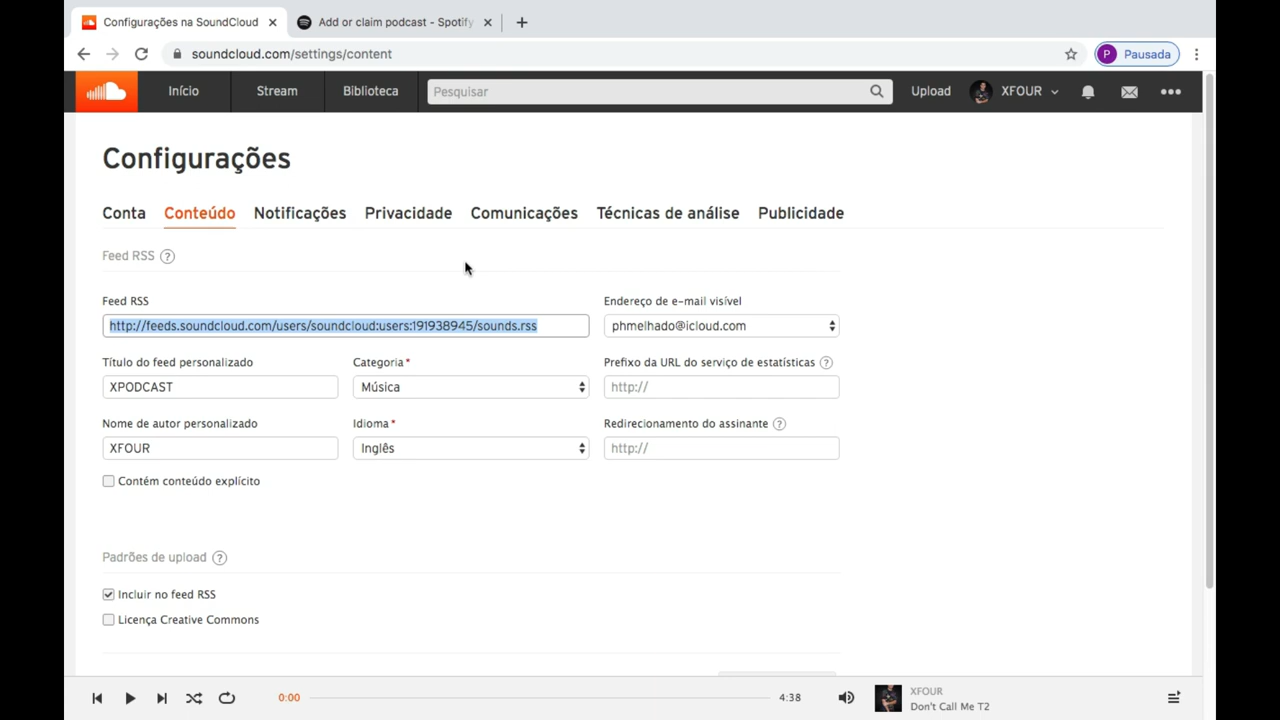 Configurações na SoundCloud
Add or claim podcast - Spotify
soundcloud.com/settings/content
P Pausada
Início Stream Biblioteca Pesquisar Upload XFOUR
Configurações
Conta Conteúdo Notificações Privacidade Comunicações Técnicas de análise Publicidade
Feed RSS ?
Feed RSS Endereço de e-mail visível
http://feeds.soundcloud.com/users/soundcloud:users:191938945/sounds.rss phmelhado@icloud.com
Título do feed personalizado Categoria* Prefixo da URL do serviço de estatísticas ?
XPODCAST Música http://
Nome de autor personalizado Idioma* Redirecionamento do assinante ?
XFOUR Inglês http://
Contém conteúdo explícito
Padrões de upload ?
Incluir no feed RSS
Licença Creative Commons
0:00 4:38 XFOUR
Don't Call Me T2